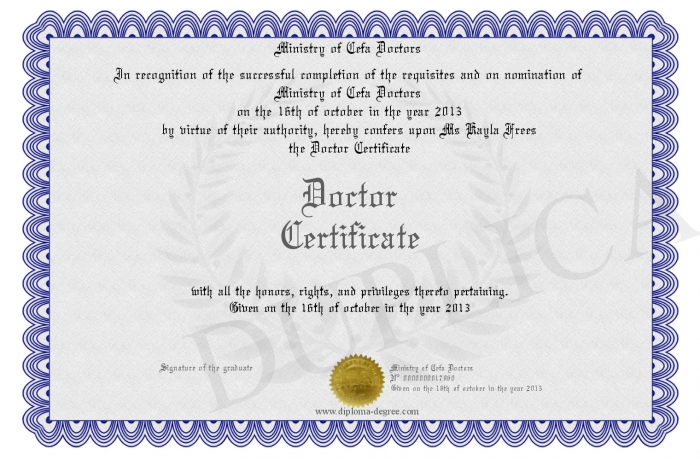 Ministry of Cefa Doctors
In recognition of the successful completion of the requisites and on nomination of
Ministry of Cefa Doctors
on the 16th of october in the year 2013
by virtue of their authority, hereby confers upon Ms Kayla Frees
the Doctor Certificate
Doctor
Certificate
with all the honors, rights, and privileges thereto pertaining.
Given on the 16th of october in the year 2013
Signature of the graduate
Ministry of Cefa Doctors
N°
Given on the 18th of october in the year 2013
www.diploma-degree.com
DUPLICA